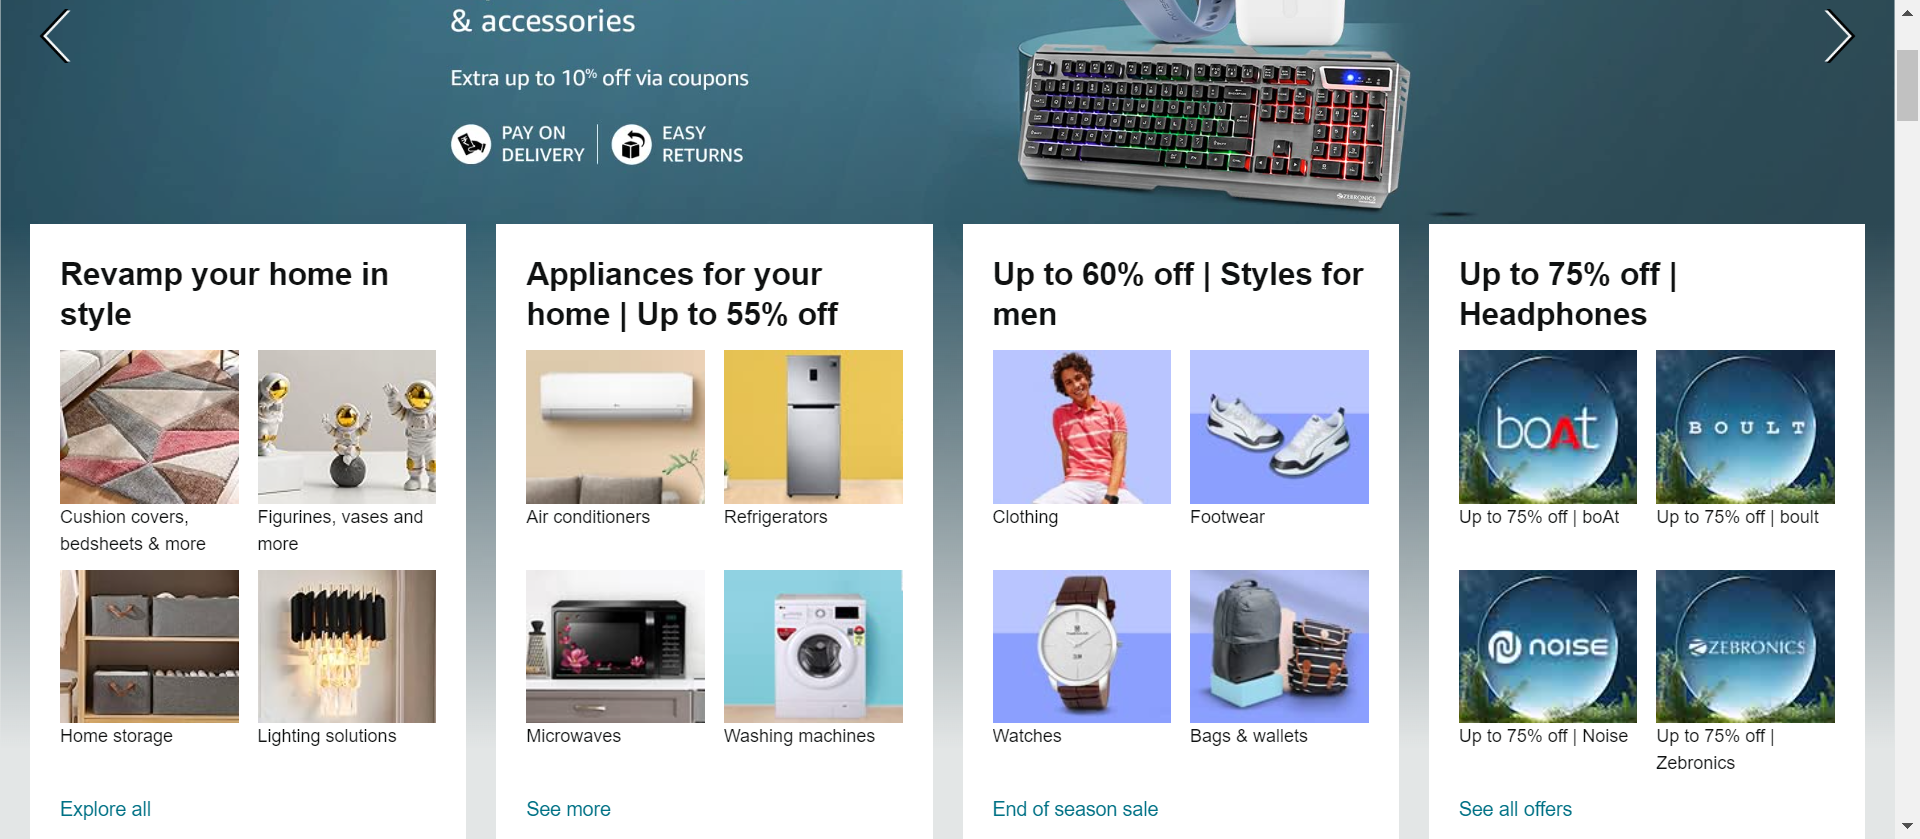 & accessories
Extra up to 10% off via coupons
PAY ON
DELIVERY
EASY
RETURNS
ZEBRONICS
Revamp your home in
style
Cushion covers,
bedsheets & more
Figurines, vases and
more
Home storage
Lighting solutions
Explore all
Appliances for your
home | Up to 55% off
Air conditioners
Refrigerators
Microwaves
Washing machines
See more
Up to 60% off | Styles for
men
Clothing
Footwear
Watches
Bags & wallets
End of season sale
Up to 75% off |
Headphones
boAt
BOULT
Up to 75% off | boAt
Up to 75% off | boult
noise
ZEBRONICS
Up to 75% off | Noise
Up to 75% off |
Zebronics
See all offers